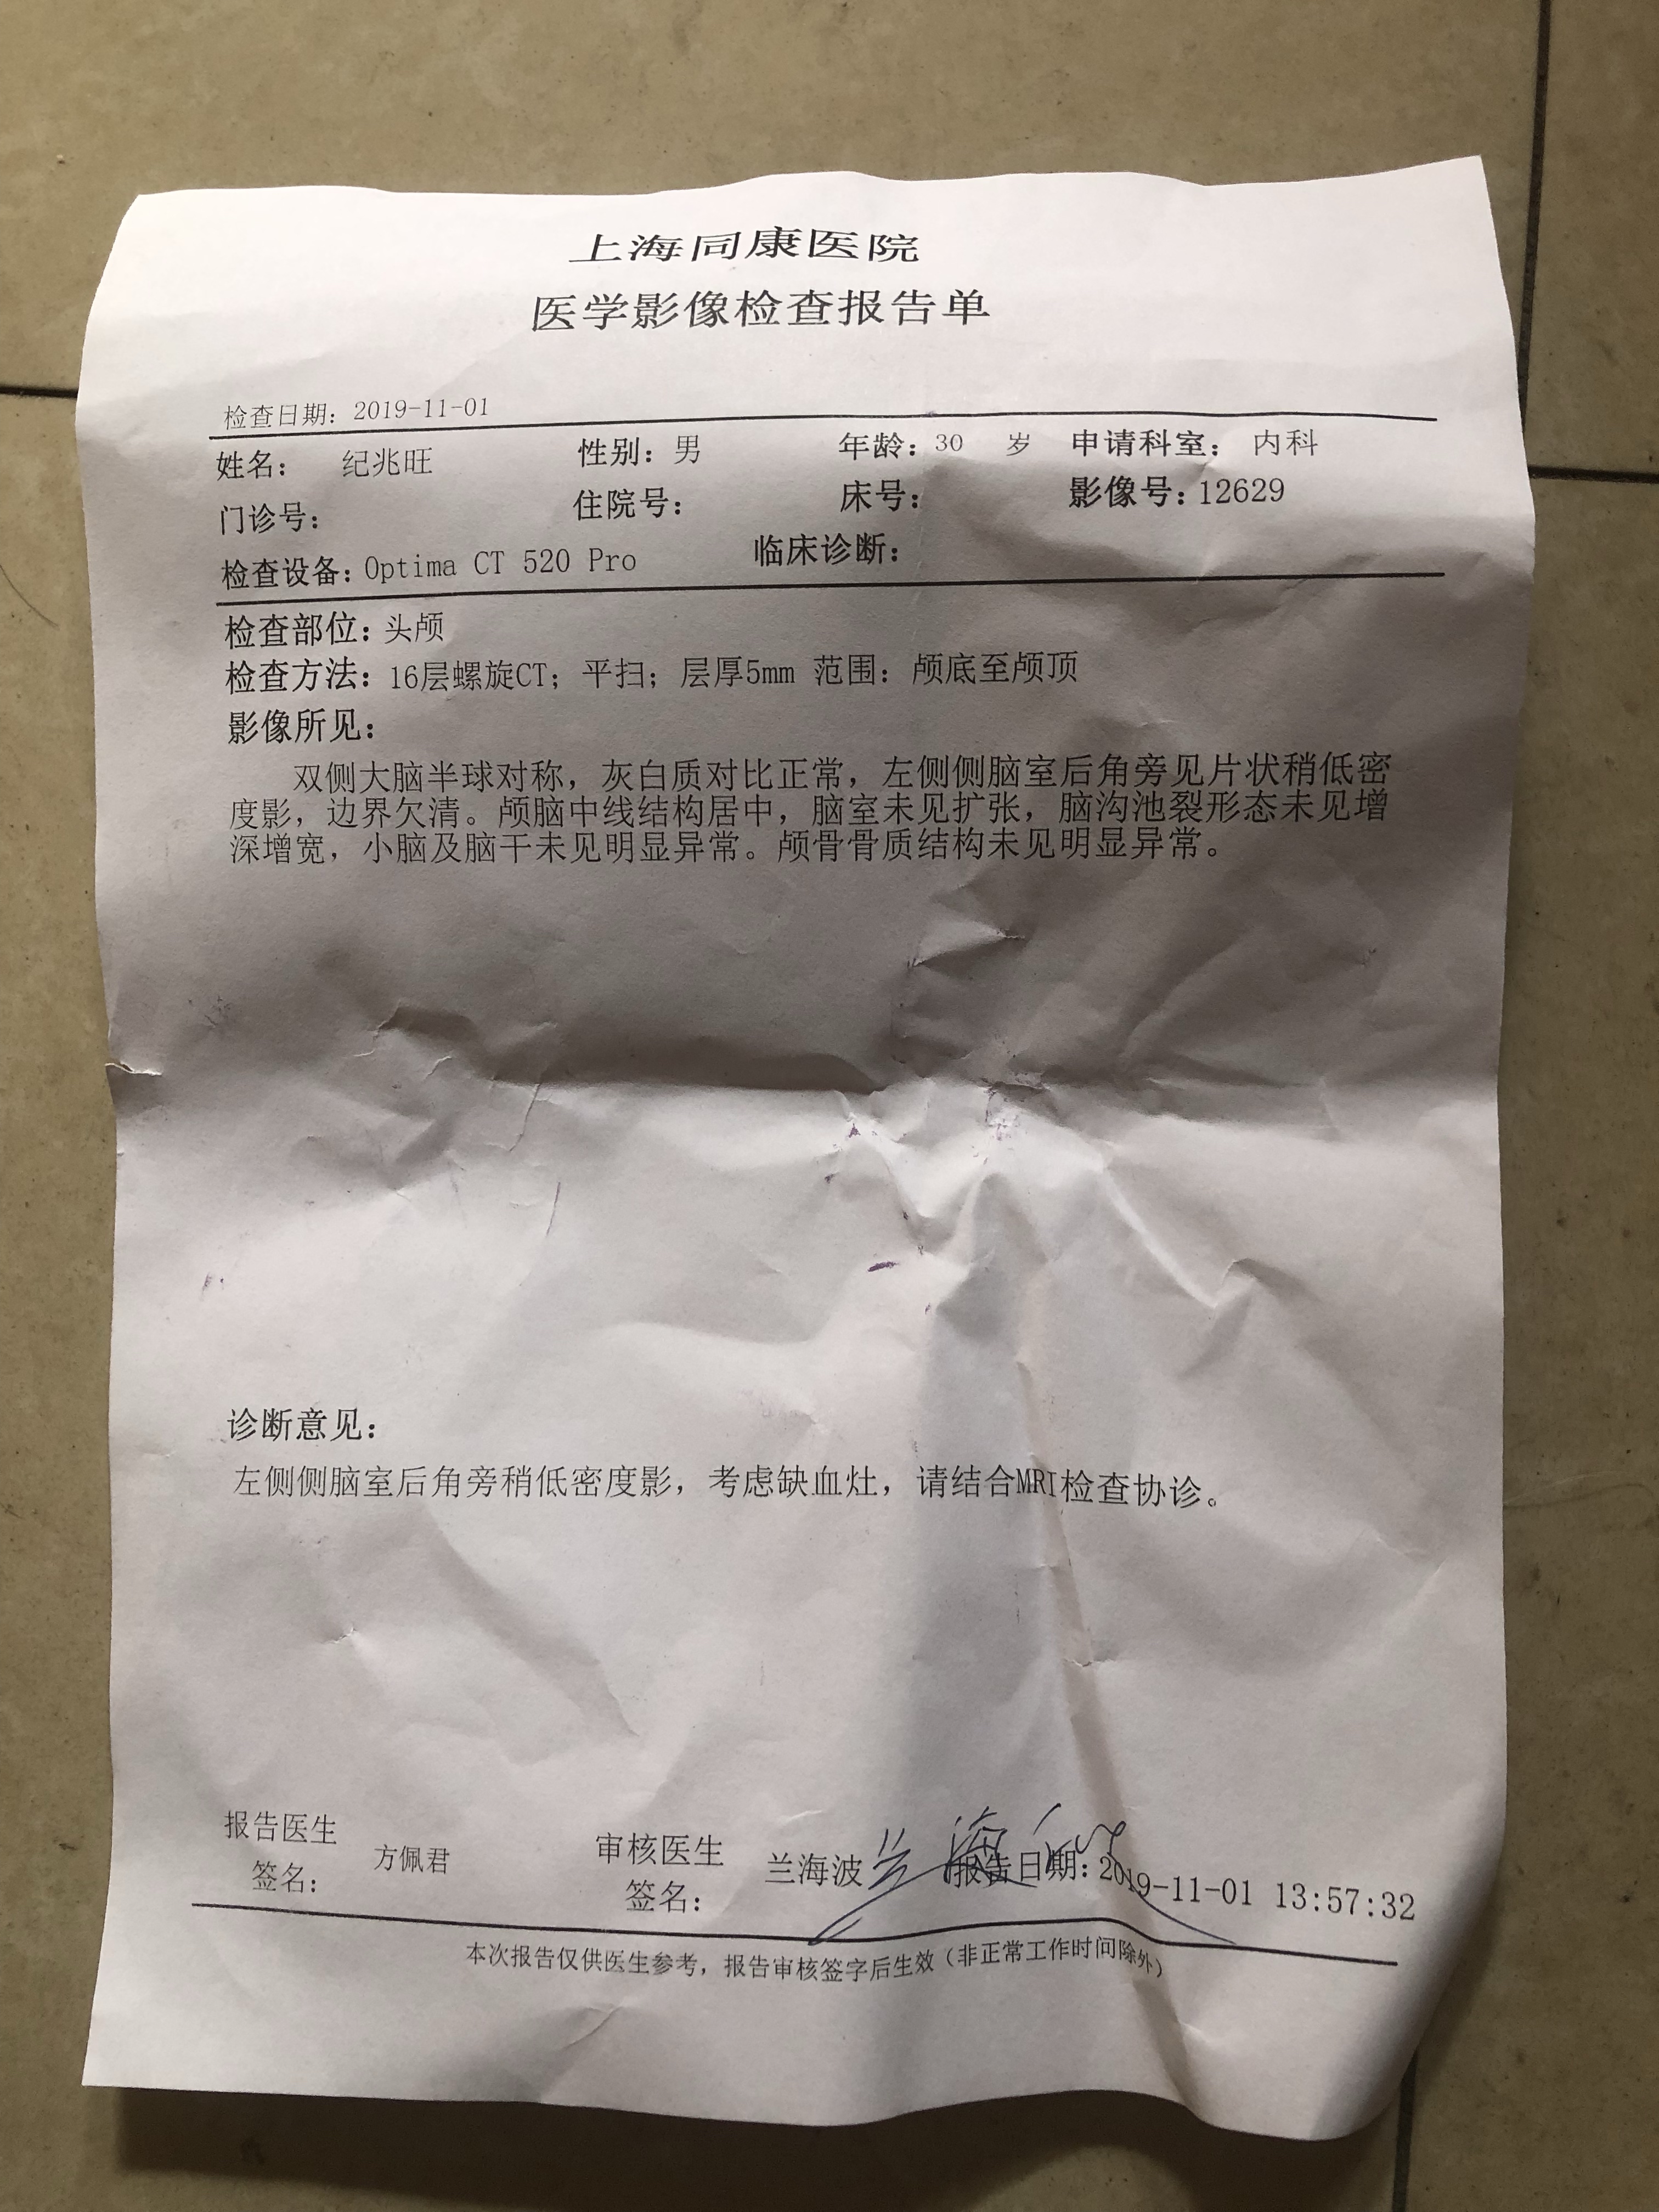 上海同康医院
医学影像检查报告单
检查日期：2019-11-01
姓名： 纪兆旺 性别：男 年龄：30 岁 申请科室： 内科
门诊号： 住院号： 床号： 影像号：12629
检查设备：Optima CT 520 Pro 临床诊断：
检查部位：头颅
检查方法：16层螺旋CT；平扫；层厚5mm 范围：颅底至颅顶
影像所见：
双侧大脑半球对称，灰白质对比正常，左侧侧脑室后角旁见片状稍低密
度影，边界欠清。颅脑中线结构居中，脑室未见扩张，脑沟池裂形态未见增
深增宽，小脑及脑干未见明显异常。颅骨骨质结构未见明显异常。
诊断意见：
左侧侧脑室后角旁稍低密度影，考虑缺血灶，请结合MRI检查协诊。
报告医生签名： 方佩君 审核医生签名： 兰海波 兰海波 报告日期：2019-11-01 13:57:32
本次报告仅供医生参考，报告审核签字后生效（非正常工作时间除外）